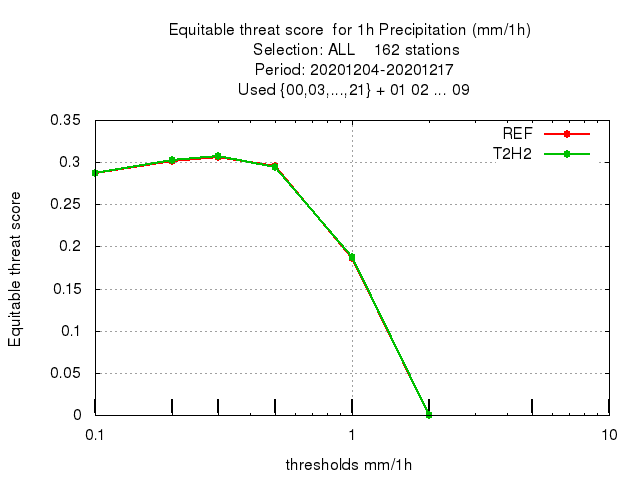 Equitable threat score for 1h Precipitation (mm/1h)
Selection: ALL 162 stations
Period: 20201204-20201217
Used {00,03,...,21} + 01 02 ... 09
REF
T2H2
0.35
0.3
0.25
0.2
0.15
0.1
0.05
0
Equitable threat score
0.1 1 10
thresholds mm/1h